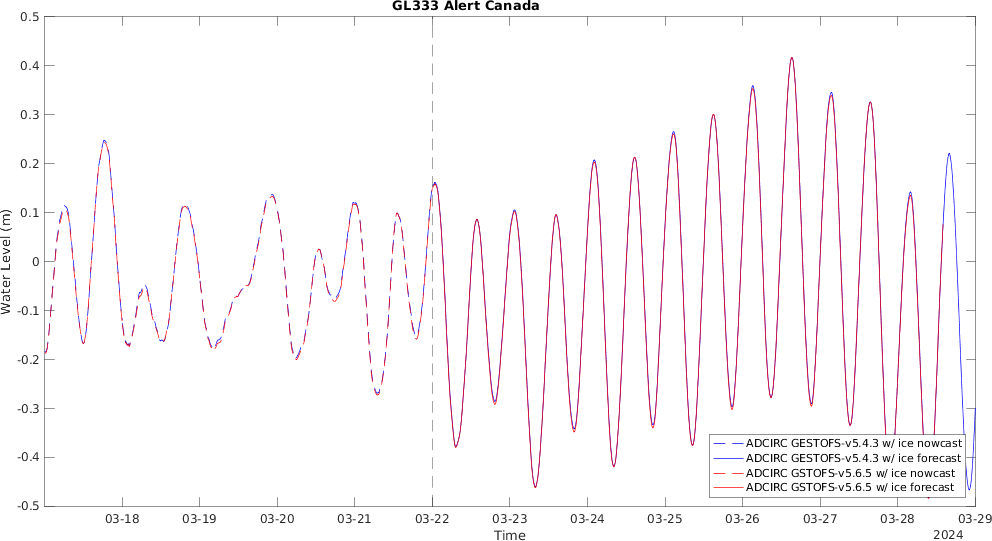 GL333 Alert Canada
0.5
0.4
0.3
0.2
0.1
0
-0.1
-0.2
-0.3
-0.4
-0.5
Water Level (m)
ADCIRC GESTOFS-v5.4.3 w/ ice nowcast
ADCIRC GESTOFS-v5.4.3 w/ ice forecast
ADCIRC GSTOFS-v5.6.5 w/ ice nowcast
ADCIRC GSTOFS-v5.6.5 w/ ice forecast
03-18 03-19 03-20 03-21 03-22 03-23 03-24 03-25 03-26 03-27 03-28 03-29
Time
2024